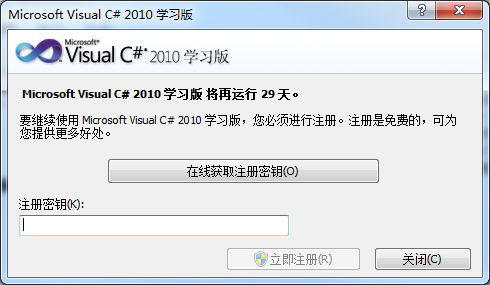 Microsoft Visual C# 2010 学习版
Microsoft®
Visual C#® 2010 学习版
Microsoft Visual C# 2010 学习版 将再运行 29 天。
要继续使用 Microsoft Visual C# 2010 学习版，您必须进行注册。注册是免费的，可为
您提供更多好处。
在线获取注册密钥(O)
注册密钥(K):
立即注册(R)
关闭(C)